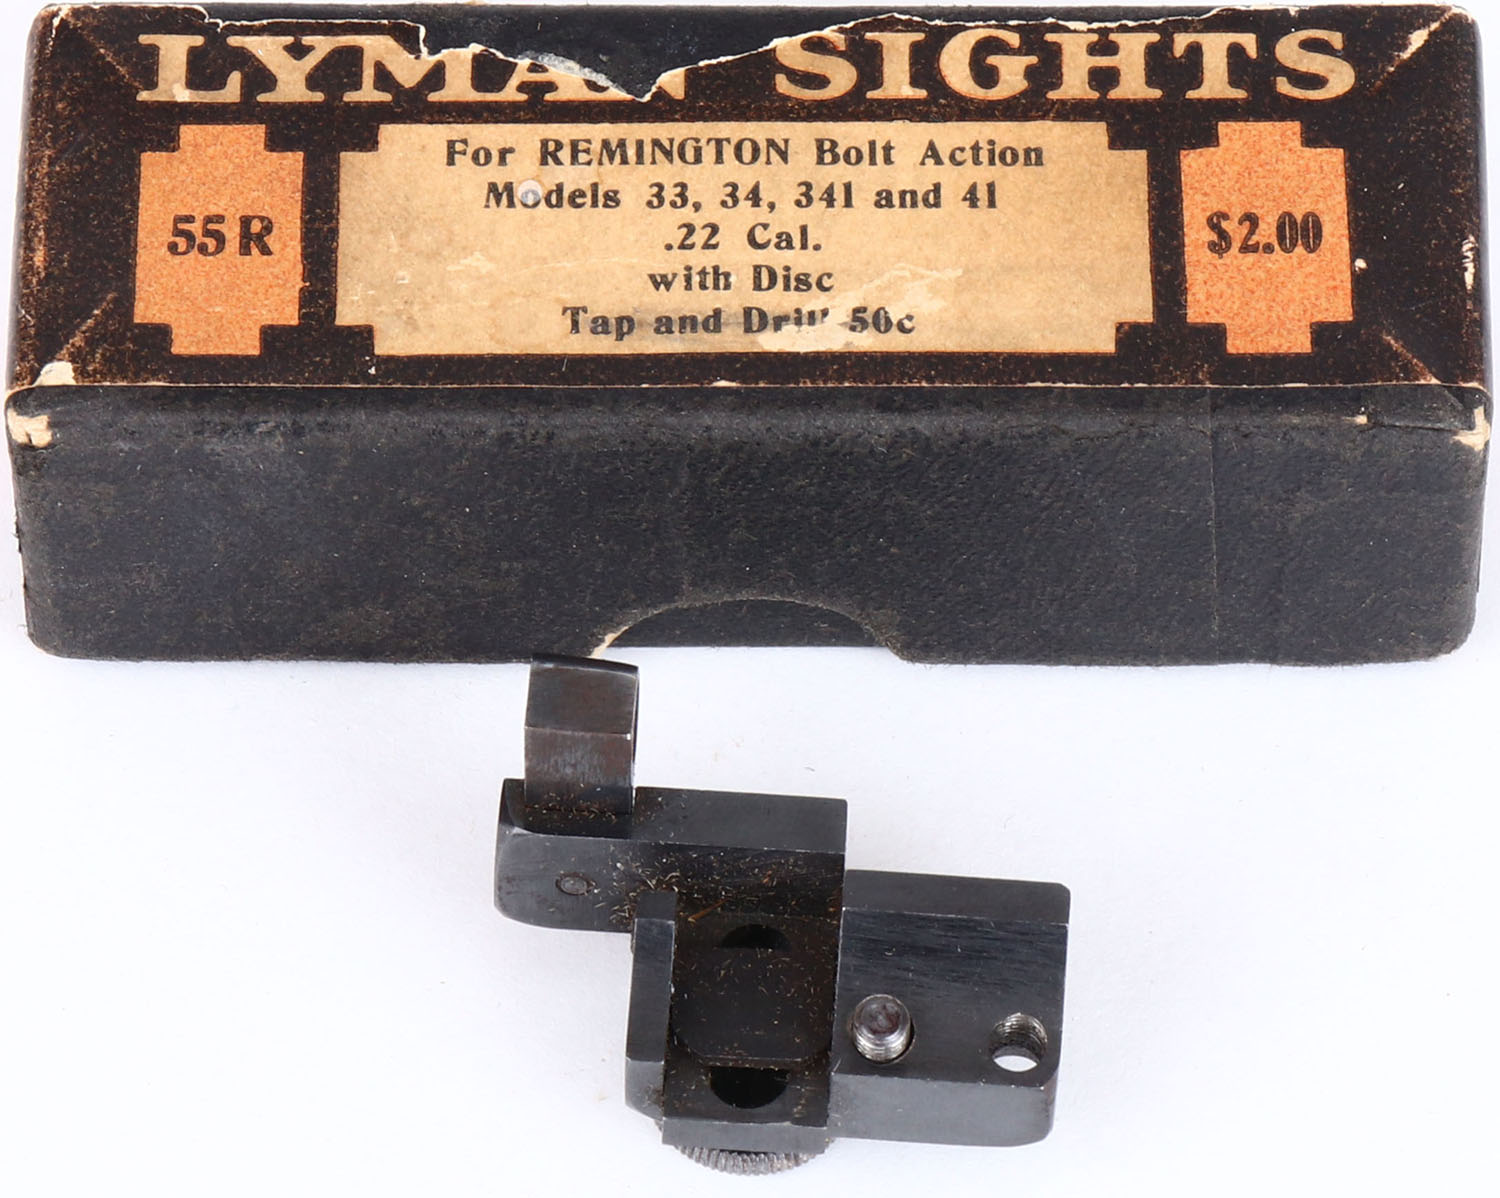 LYMAN SIGHTS
55 R
For REMINGTON Bolt Action
Models 33, 34, 341 and 41
.22 Cal.
with Disc
Tap and Drill 50c
$2.00